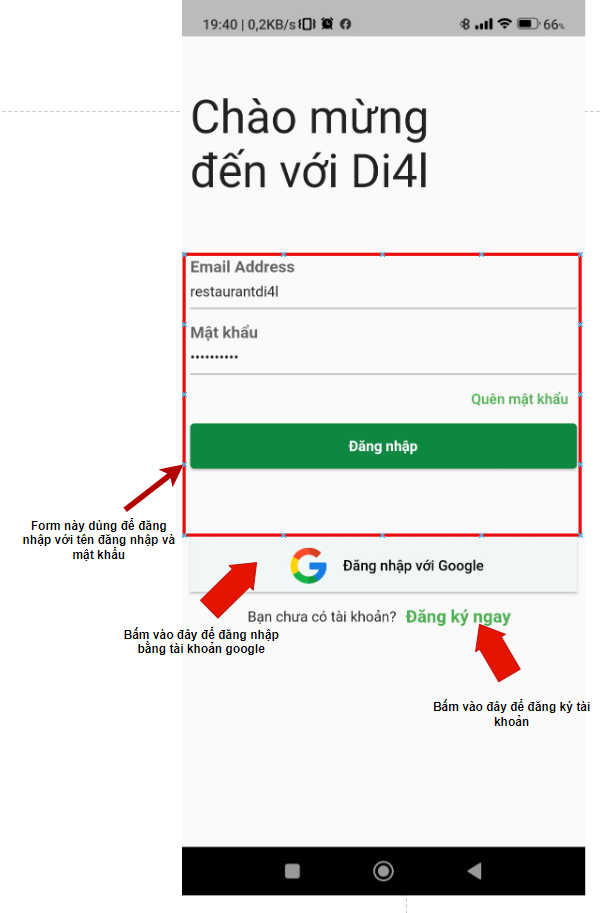 19:40 | 0,2KB/s
66%
Chào mừng
đến với Di4l
Email Address
restaurantdi4l
Mật khẩu
••••••••••
Quên mật khẩu
Đăng nhập
Form này dùng để đăng
nhập với tên đăng nhập và
mật khẩu
Đăng nhập với Google
Bạn chưa có tài khoản? Đăng ký ngay
Bấm vào đây để đăng nhập
bằng tài khoản google
Bấm vào đây để đăng ký tài
khoản